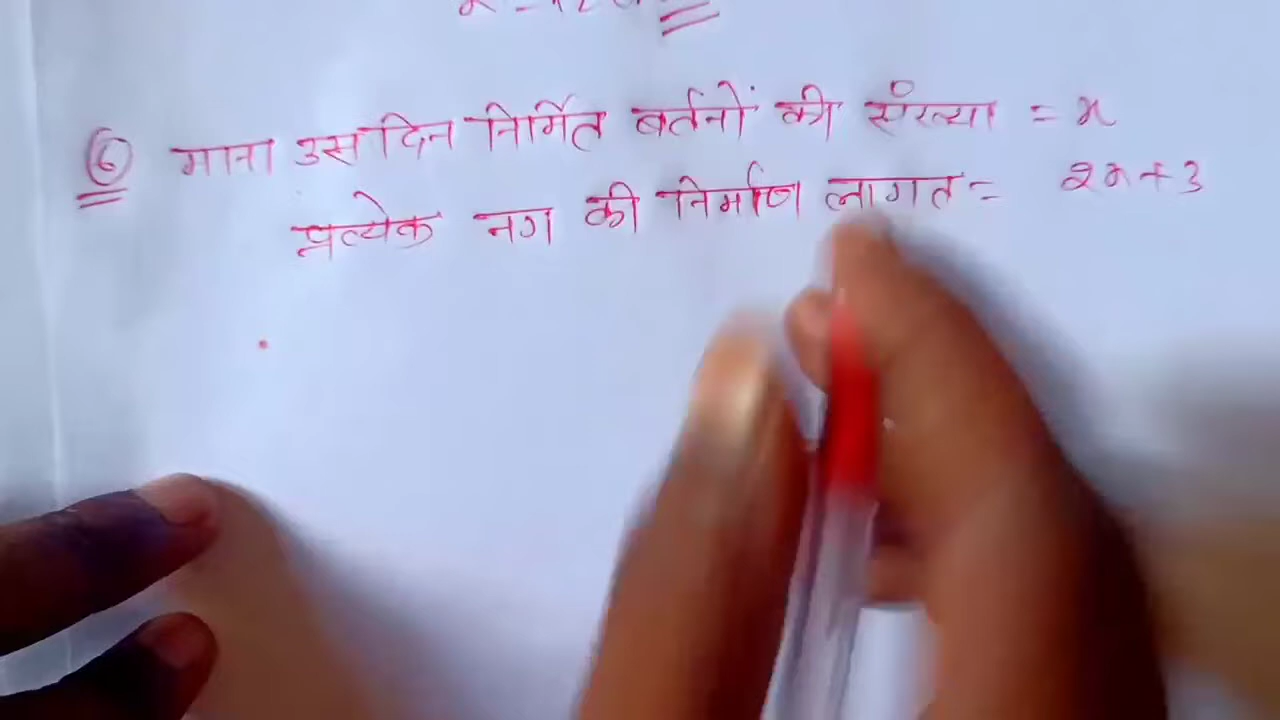 6 माना उस दिन निर्मित बर्तनों की संख्या = x
प्रत्येक नग की निर्माण लागत = 2x + 3